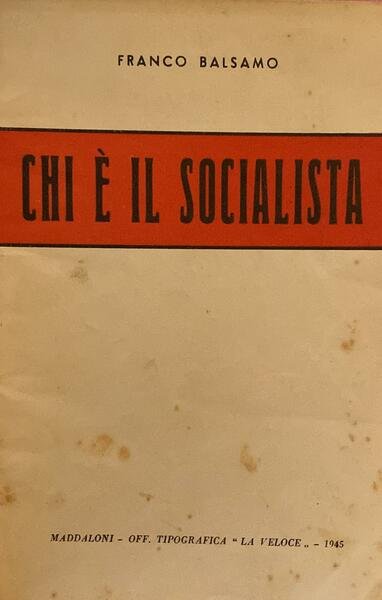 FRANCO BALSAMO
CHI È IL SOCIALISTA
MADDALONI - OFF. TIPOGRAFICA “ LA VELOCE „ - 1945